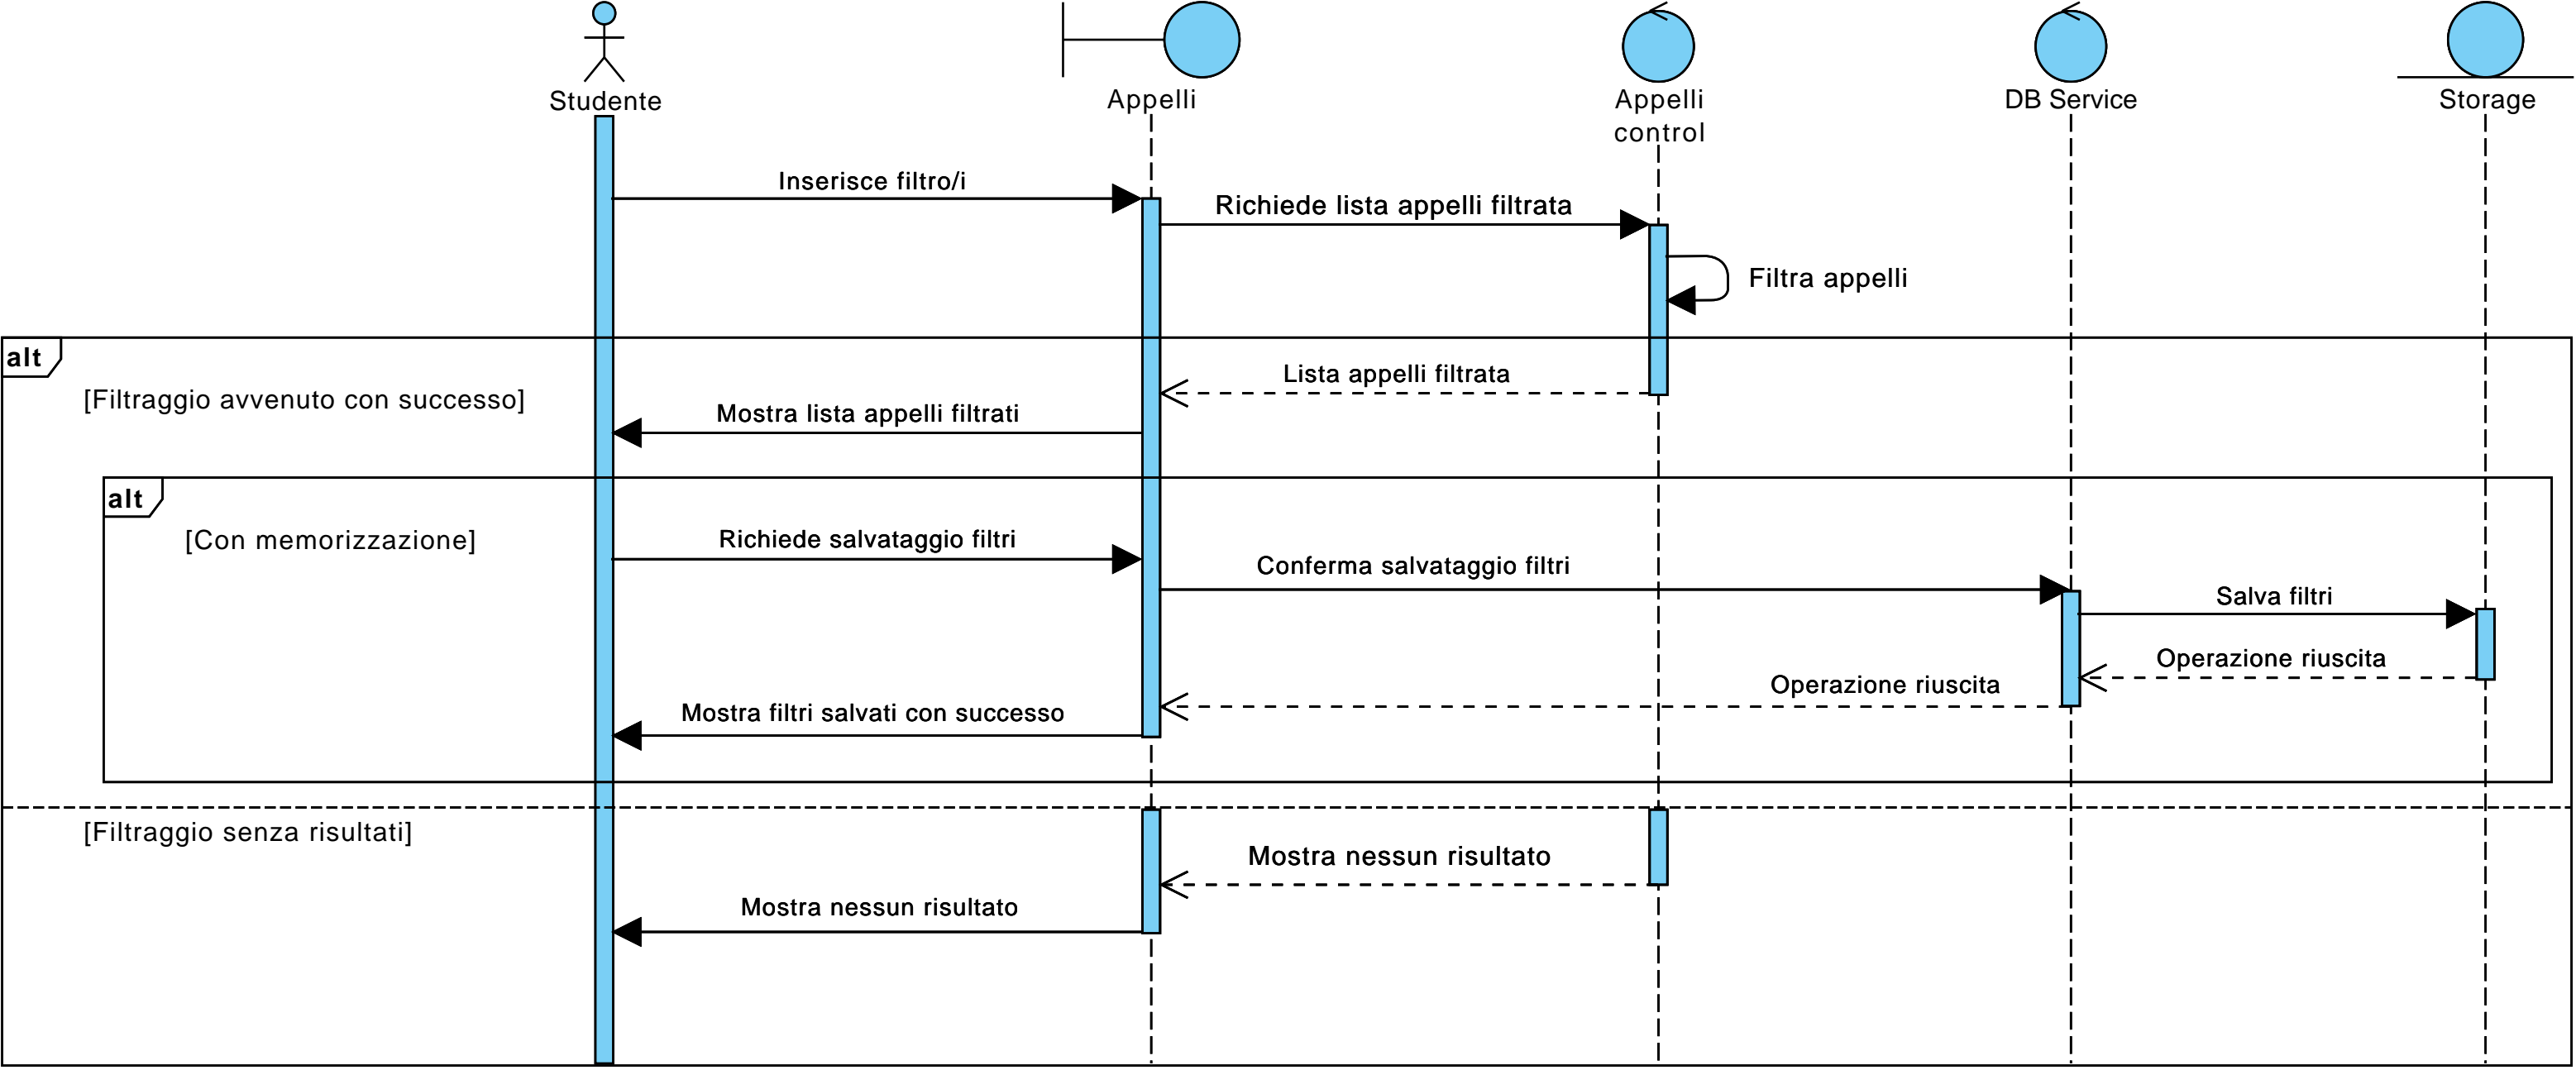 Studente
Appelli
Appelli
control
DB Service
Storage
Inserisce filtro/i
Richiede lista appelli filtrata
Filtra appelli
alt
[Filtraggio avvenuto con successo]
Lista appelli filtrata
Mostra lista appelli filtrati
alt
[Con memorizzazione]
Richiede salvataggio filtri
Conferma salvataggio filtri
Salva filtri
Operazione riuscita
Operazione riuscita
Mostra filtri salvati con successo
[Filtraggio senza risultati]
Mostra nessun risultato
Mostra nessun risultato